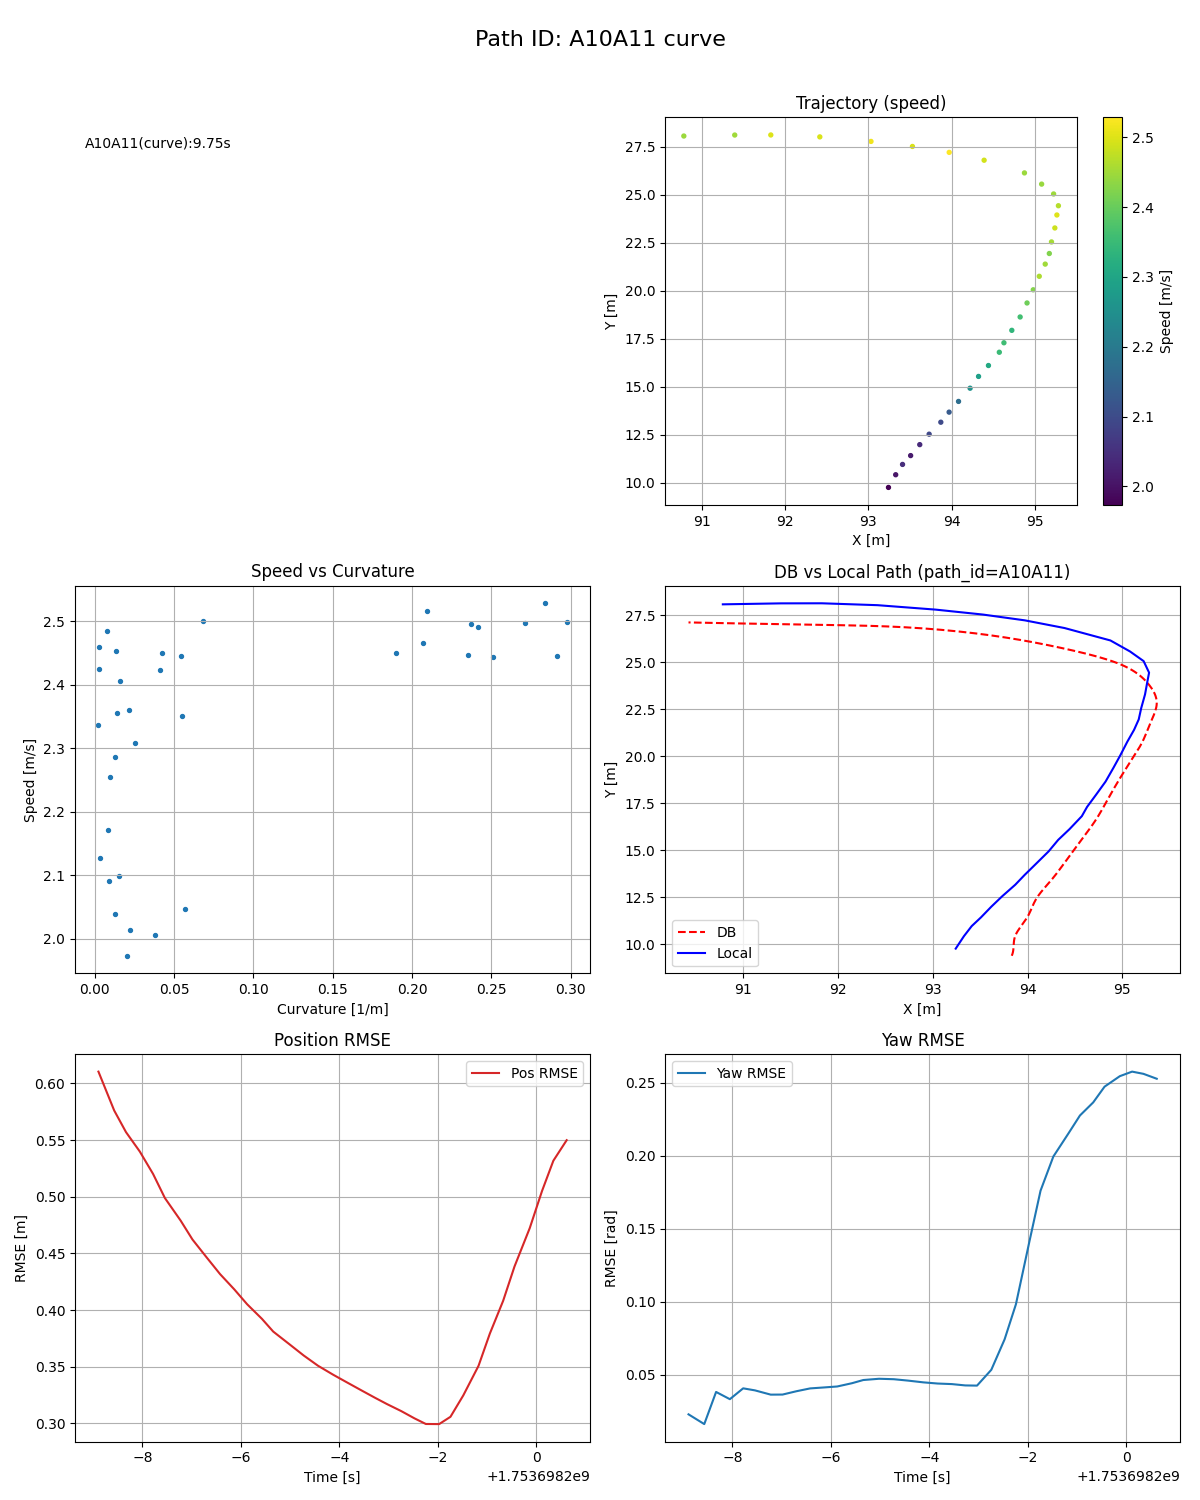 Path ID: A10A11 curve
A10A11(curve):9.75s
Trajectory (speed)
27.5
25.0
22.5
20.0
17.5
15.0
12.5
10.0
Y [m]
91 92 93 94 95
X [m]
2.5
2.4
2.3
2.2
2.1
2.0
Speed [m/s]
Speed vs Curvature
2.5
2.4
2.3
2.2
2.1
2.0
Speed [m/s]
0.00 0.05 0.10 0.15 0.20 0.25 0.30
Curvature [1/m]
DB vs Local Path (path_id=A10A11)
27.5
25.0
22.5
20.0
17.5
15.0
12.5
10.0
Y [m]
DB
Local
91 92 93 94 95
X [m]
Position RMSE
Pos RMSE
0.60
0.55
0.50
0.45
0.40
0.35
0.30
RMSE [m]
−8 −6 −4 −2 0
Time [s]
+1.7536982e9
Yaw RMSE
Yaw RMSE
0.25
0.20
0.15
0.10
0.05
RMSE [rad]
−8 −6 −4 −2 0
Time [s]
+1.7536982e9